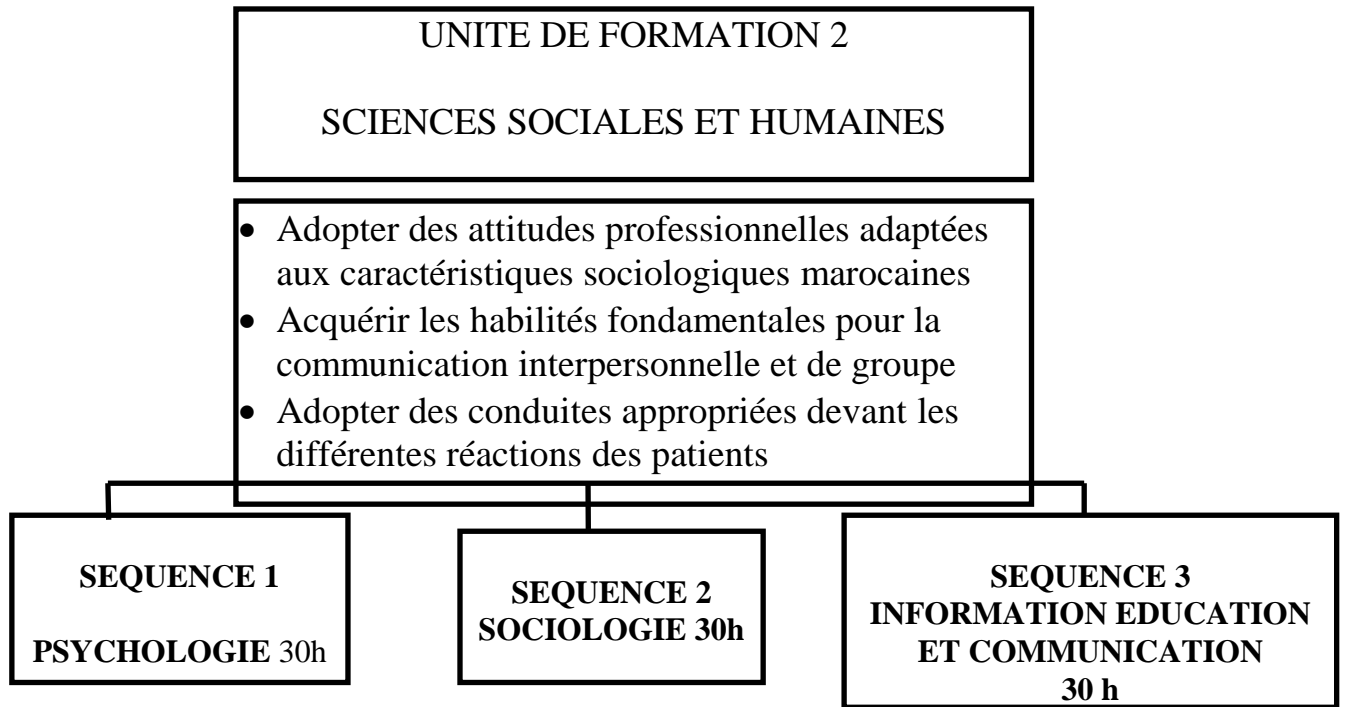 UNITE DE FORMATION 2
SCIENCES SOCIALES ET HUMAINES
• Adopter des attitudes professionnelles adaptées
aux caractéristiques sociologiques marocaines
• Acquérir les habilités fondamentales pour la
communication interpersonnelle et de groupe
• Adopter des conduites appropriées devant les
différentes réactions des patients
SEQUENCE 1
PSYCHOLOGIE 30h
SEQUENCE 2
SOCIOLOGIE 30h
SEQUENCE 3
INFORMATION EDUCATION
ET COMMUNICATION
30 h